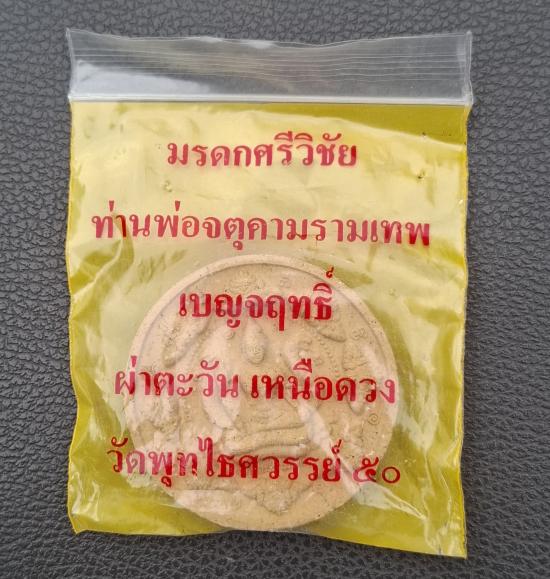 มรดกศรีวิชัย
ท่านพ่อจตุคามรามเทพ
เบญจฤทธิ์
ผ่าตะวัน เหนือดวง
วัดพุทไธศวรรย์ ๕๐